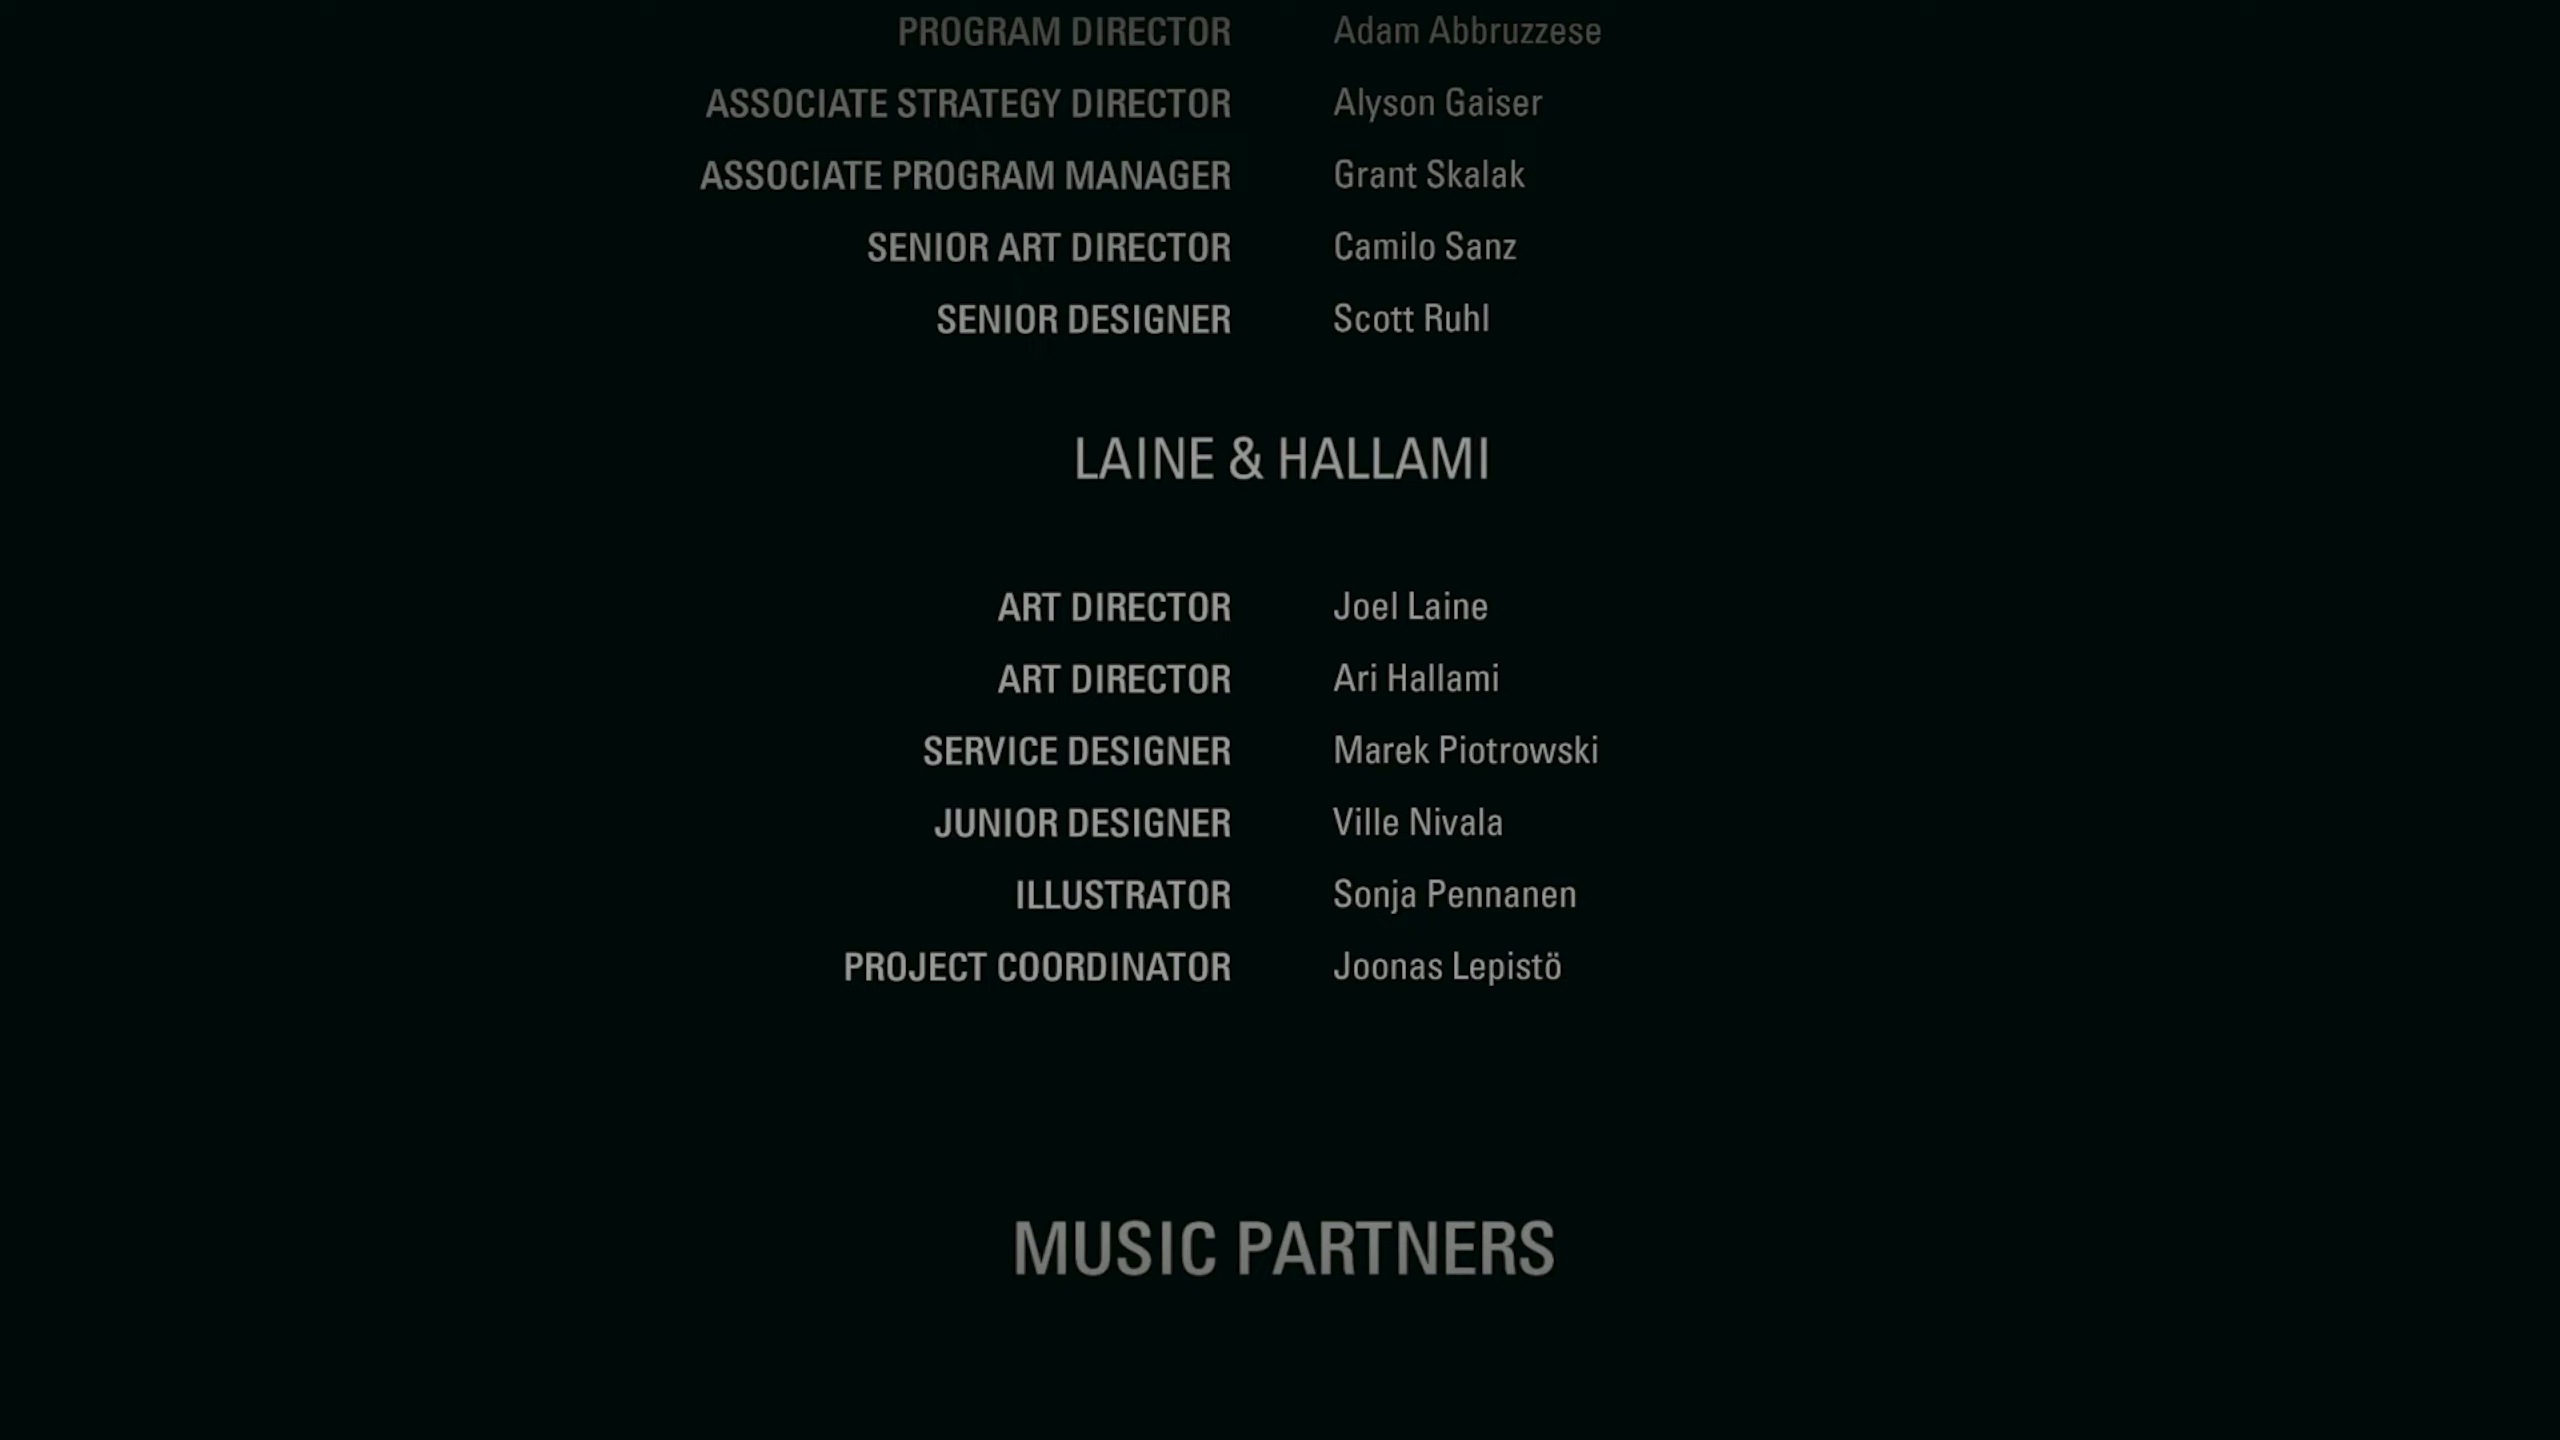 PROGRAM DIRECTOR Adam Abbruzzese
ASSOCIATE STRATEGY DIRECTOR Alyson Gaiser
ASSOCIATE PROGRAM MANAGER Grant Skalak
SENIOR ART DIRECTOR Camilo Sanz
SENIOR DESIGNER Scott Ruhl
LAINE & HALLAMI
ART DIRECTOR Joel Laine
ART DIRECTOR Ari Hallami
SERVICE DESIGNER Marek Piotrowski
JUNIOR DESIGNER Ville Nivala
ILLUSTRATOR Sonja Pennanen
PROJECT COORDINATOR Joonas Lepistö
MUSIC PARTNERS